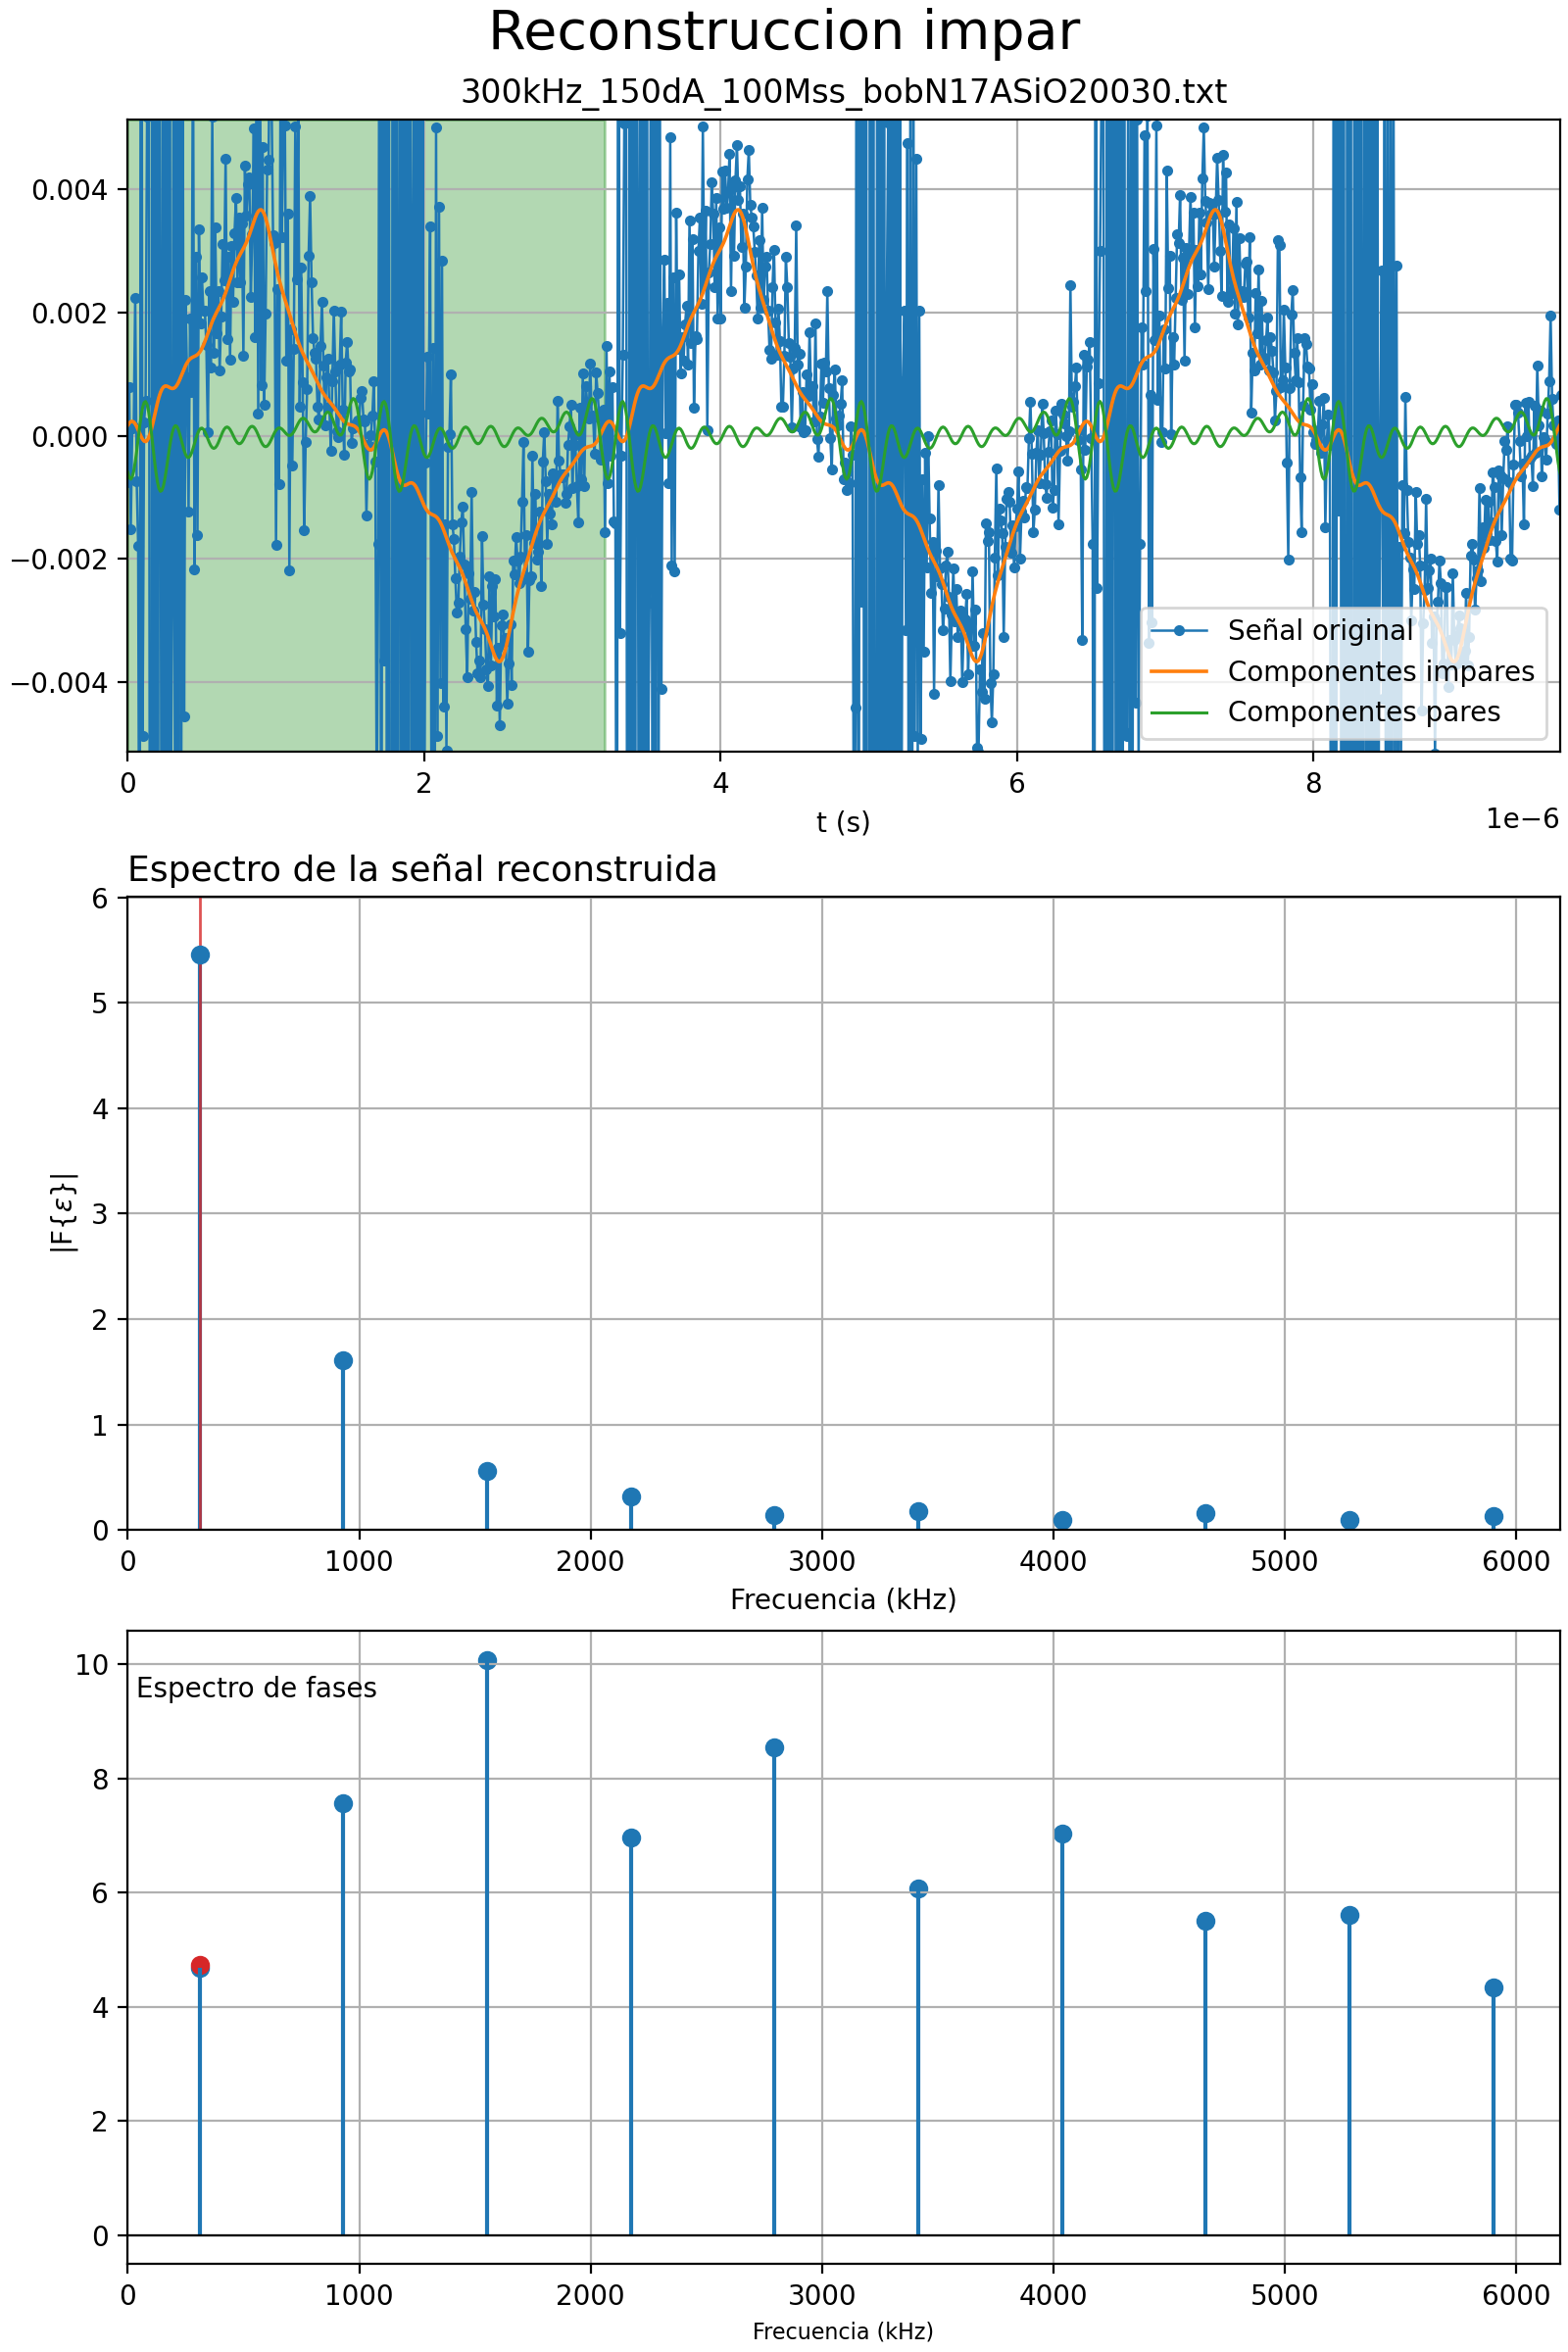 Reconstruccion impar
300kHz_150dA_100Mss_bobN17ASiO20030.txt
0.004
0.002
0.000
−0.002
−0.004
Señal original
Componentes impares
Componentes pares
0 2 4 6 8
t (s)
1e−6
Espectro de la señal reconstruida
6
5
4
3
2
1
0
|F{ε}|
0 1000 2000 3000 4000 5000 6000
Frecuencia (kHz)
10
Espectro de fases
8
6
4
2
0
0 1000 2000 3000 4000 5000 6000
Frecuencia (kHz)